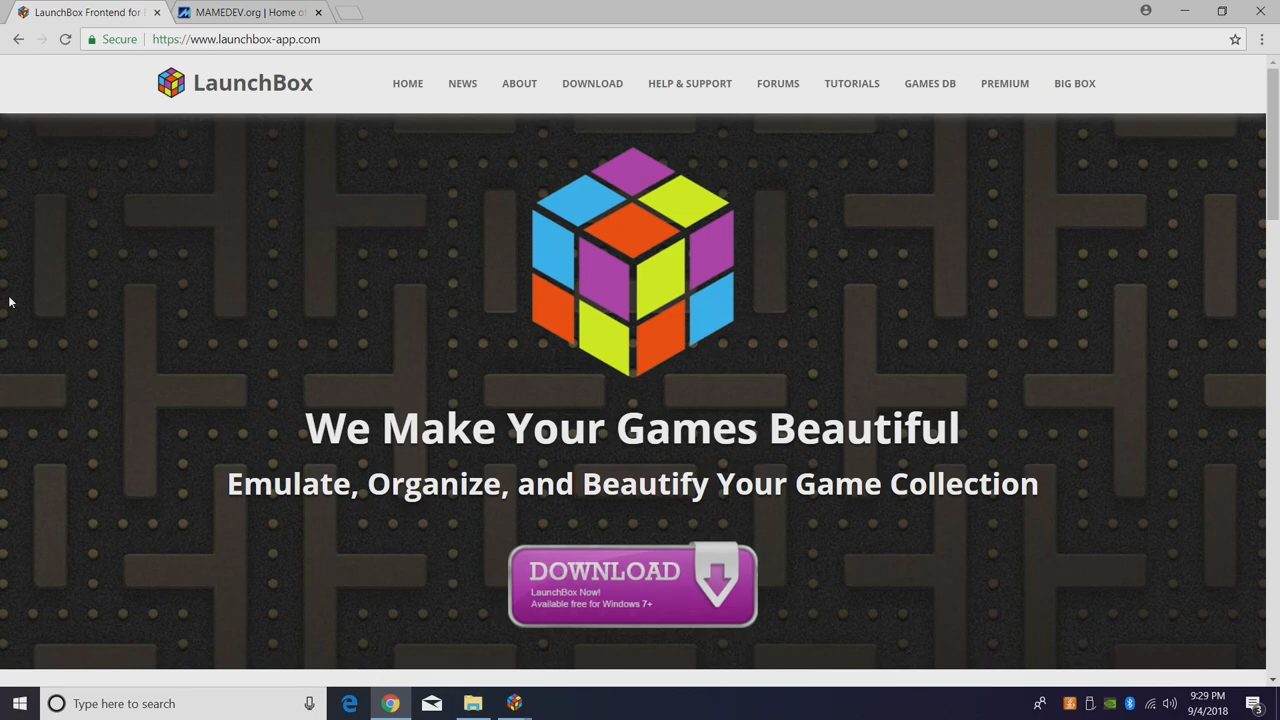 LaunchBox Frontend for
MAMEDEV.org | Home o
Secure
https://www.launchbox-app.com
LaunchBox
HOME
NEWS
ABOUT
DOWNLOAD
HELP & SUPPORT
FORUMS
TUTORIALS
GAMES DB
PREMIUM
BIG BOX
We Make Your Games Beautiful
Emulate, Organize, and Beautify Your Game Collection
DOWNLOAD
LaunchBox Now!
Available free for Windows 7+
Type here to search
9:29 PM
9/4/2018
3